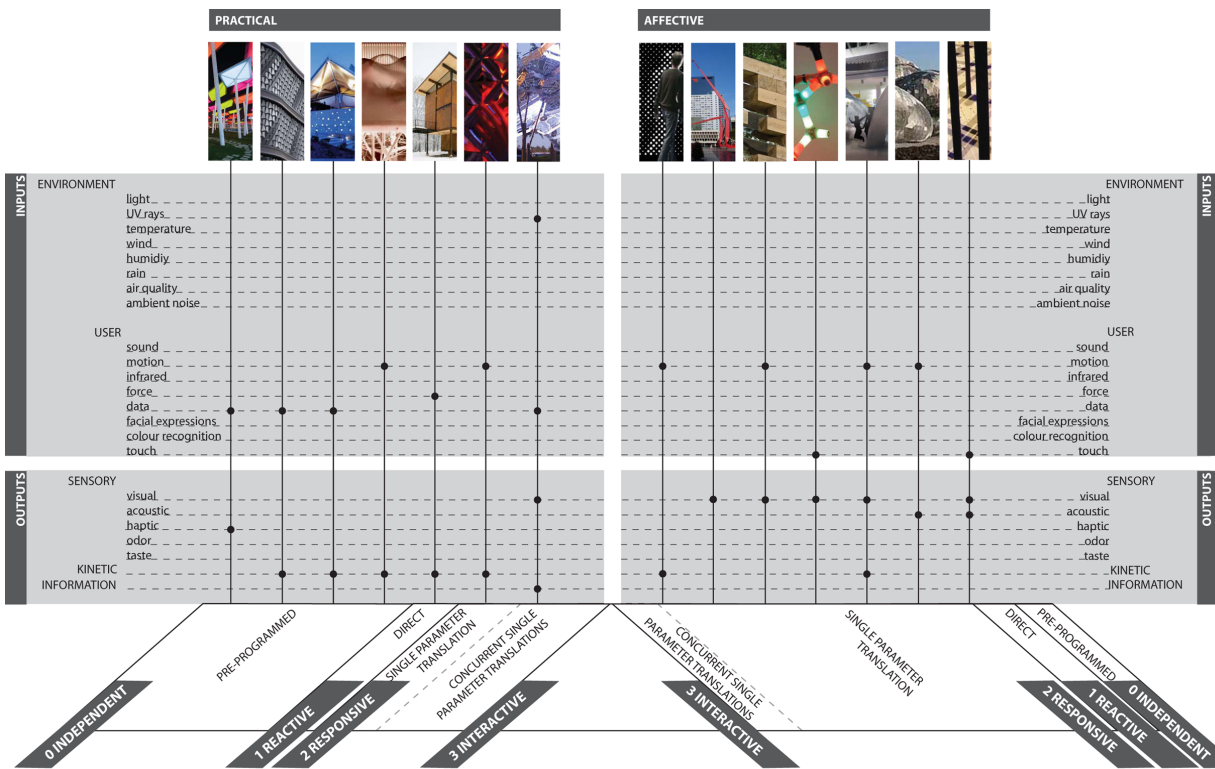 PRACTICAL
AFFECTIVE
INPUTS
ENVIRONMENT
light
UV rays
temperature
wind
humidiy
rain
air quality
ambient noise
USER
sound
motion
infrared
force
data
facial expressions
colour recognition
touch
ENVIRONMENT
light
UV rays
temperature
wind
humidiy
rain
air quality
ambient noise
USER
sound
motion
infrared
force
data
facial expressions
colour recognition
touch
INPUTS
OUTPUTS
SENSORY
visual
acoustic
haptic
odor
taste
KINETIC
INFORMATION
SENSORY
visual
acoustic
haptic
odor
taste
KINETIC
INFORMATION
OUTPUTS
PRE-PROGRAMMED
DIRECT
SINGLE PARAMETER
TRANSLATION
CONCURRENT SINGLE
PARAMETER TRANSLATIONS
CONCURRENT SINGLE
PARAMETER TRANSLATIONS
SINGLE PARAMETER
TRANSLATION
DIRECT
PRE-PROGRAMMED
0 INDEPENDENT
1 REACTIVE
2 RESPONSIVE
3 INTERACTIVE
3 INTERACTIVE
2 RESPONSIVE
1 REACTIVE
0 INDEPENDENT